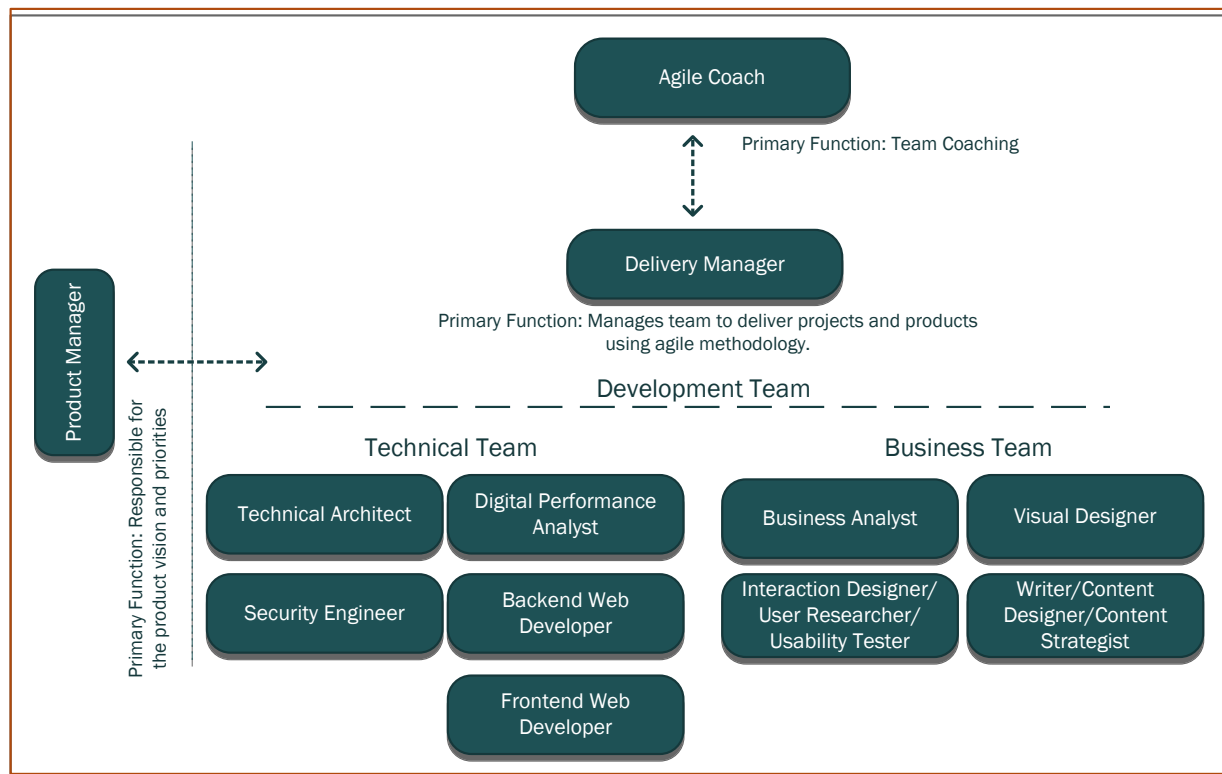 Agile Coach
Primary Function: Team Coaching
Delivery Manager
Primary Function: Manages team to deliver projects and products
using agile methodology.
Product Manager
Primary Function: Responsible for
the product vision and priorities
Development Team
Technical Team
Technical Architect
Digital Performance
Analyst
Security Engineer
Backend Web
Developer
Frontend Web
Developer
Business Team
Business Analyst
Visual Designer
Interaction Designer/
User Researcher/
Usability Tester
Writer/Content
Designer/Content
Strategist